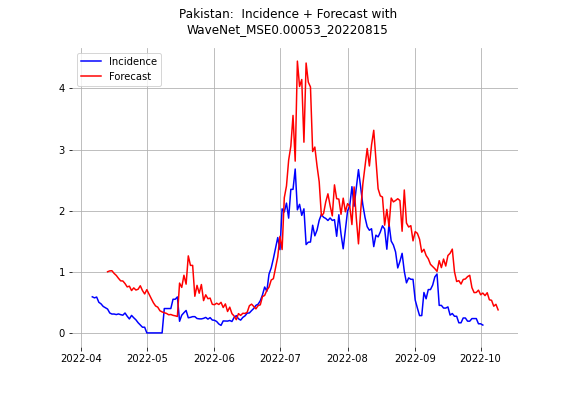 Pakistan: Incidence + Forecast with
WaveNet_MSE0.00053_20220815
Incidence
Forecast
4
3
2
1
0
2022-04 2022-05 2022-06 2022-07 2022-08 2022-09 2022-10